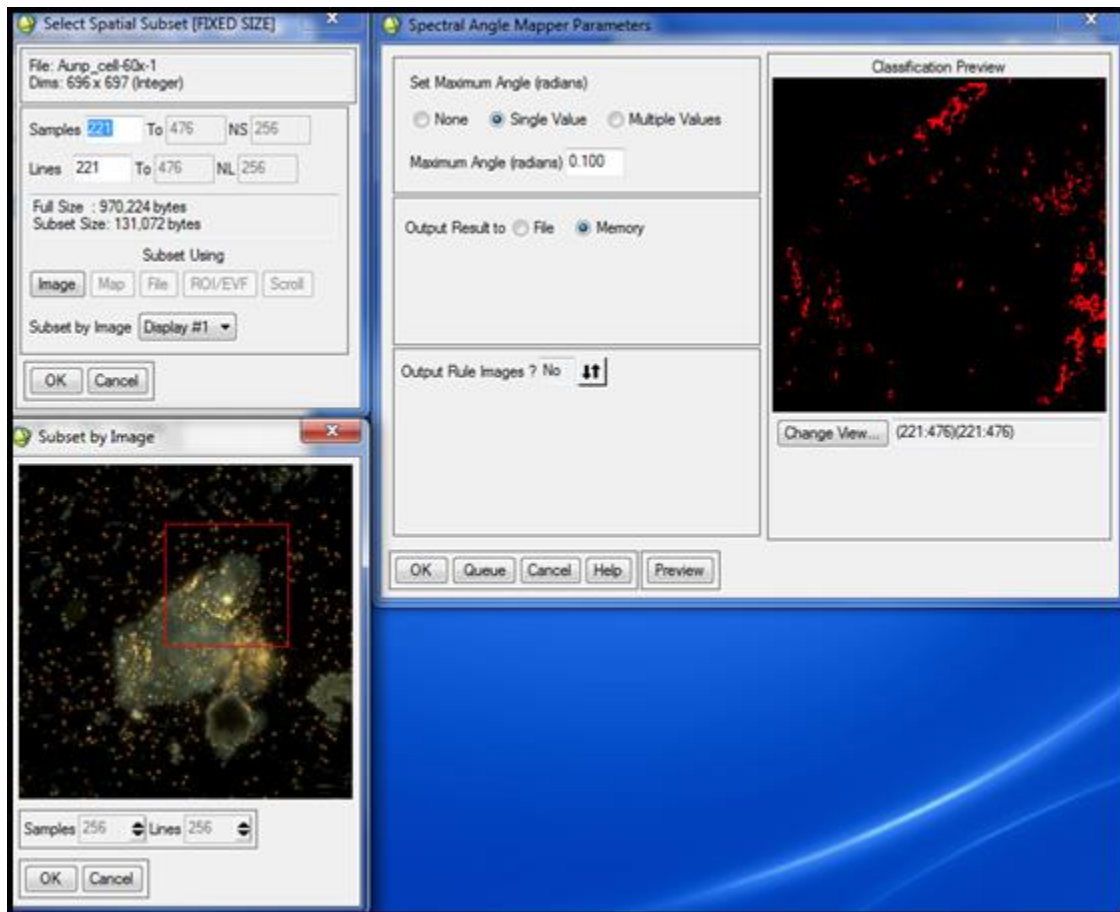 Select Spatial Subset [FIXED SIZE]
File: Aunp_cell-60x-1
Dims: 696 x 697 (Integer)
Samples 221 To 476 NS 256
Lines 221 To 476 NL 256
Full Size : 970,224 bytes
Subset Size: 131,072 bytes
Subset Using
Image Map File ROI/EVF Scroll
Subset by Image Display #1
OK Cancel
Subset by Image
Samples 256 Lines 256
OK Cancel
Spectral Angle Mapper Parameters
Set Maximum Angle (radians)
None Single Value Multiple Values
Maximum Angle (radians) 0.100
Output Result to File Memory
Output Rule Images ? No
Classification Preview
Change View... (221:476)(221:476)
OK Queue Cancel Help Preview